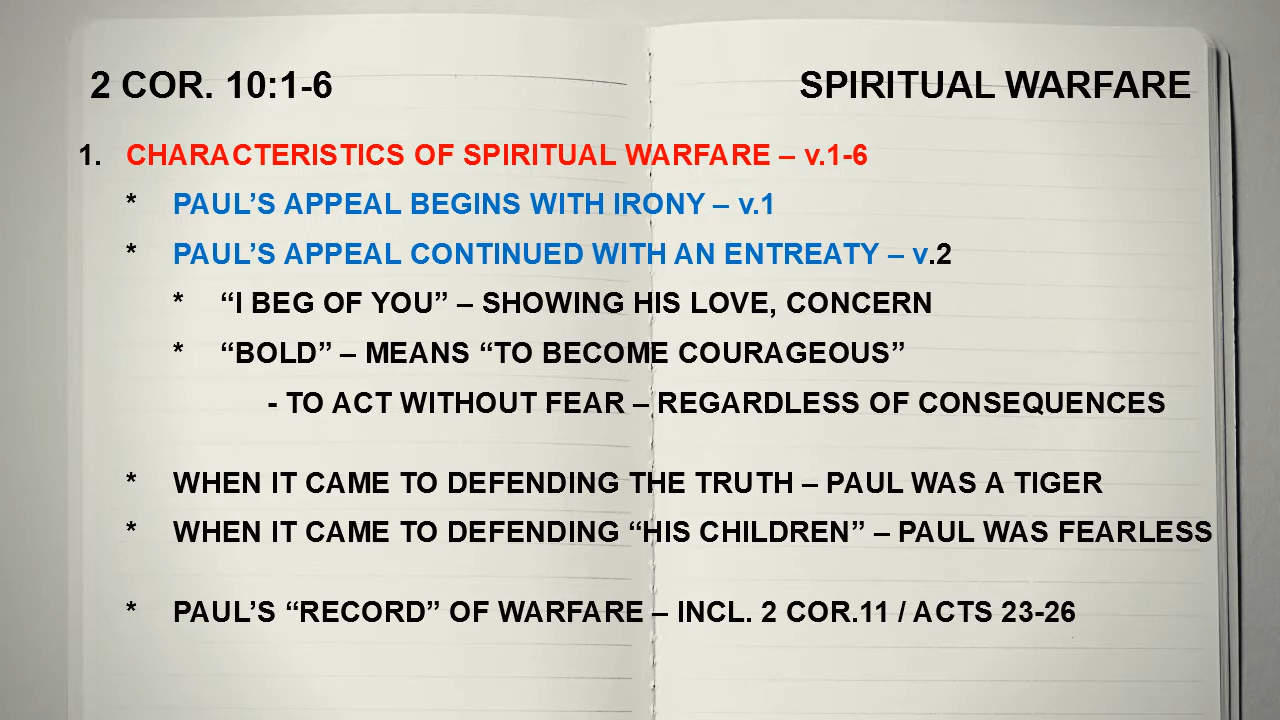 2 COR. 10:1-6 SPIRITUAL WARFARE
1. CHARACTERISTICS OF SPIRITUAL WARFARE – v.1-6
* PAUL’S APPEAL BEGINS WITH IRONY – v.1
* PAUL’S APPEAL CONTINUED WITH AN ENTREATY – v.2
* “I BEG OF YOU” – SHOWING HIS LOVE, CONCERN
* “BOLD” – MEANS “TO BECOME COURAGEOUS”
- TO ACT WITHOUT FEAR – REGARDLESS OF CONSEQUENCES
* WHEN IT CAME TO DEFENDING THE TRUTH – PAUL WAS A TIGER
* WHEN IT CAME TO DEFENDING “HIS CHILDREN” – PAUL WAS FEARLESS
* PAUL’S “RECORD” OF WARFARE – INCL. 2 COR.11 / ACTS 23-26